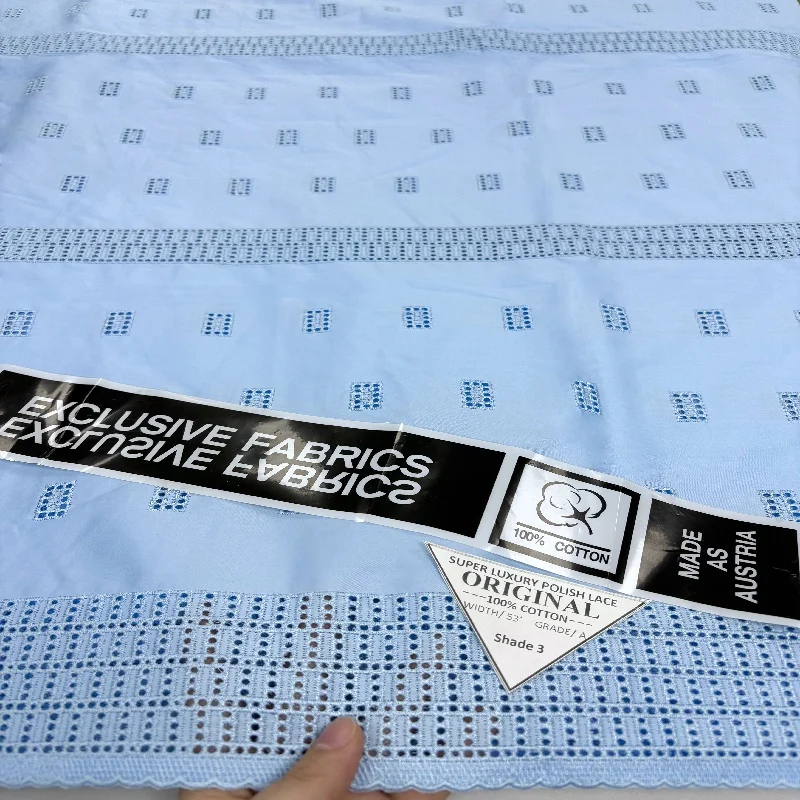 EXCLUSIVE FABRICS
EXCLUSIVE FABRICS
100% COTTON
MADE
AS
AUSTRIA
SUPER LUXURY POLISH LACE
ORIGINAL
---100% COTTON---
WIDTH/ 53' GRADE/ A
Shade 3